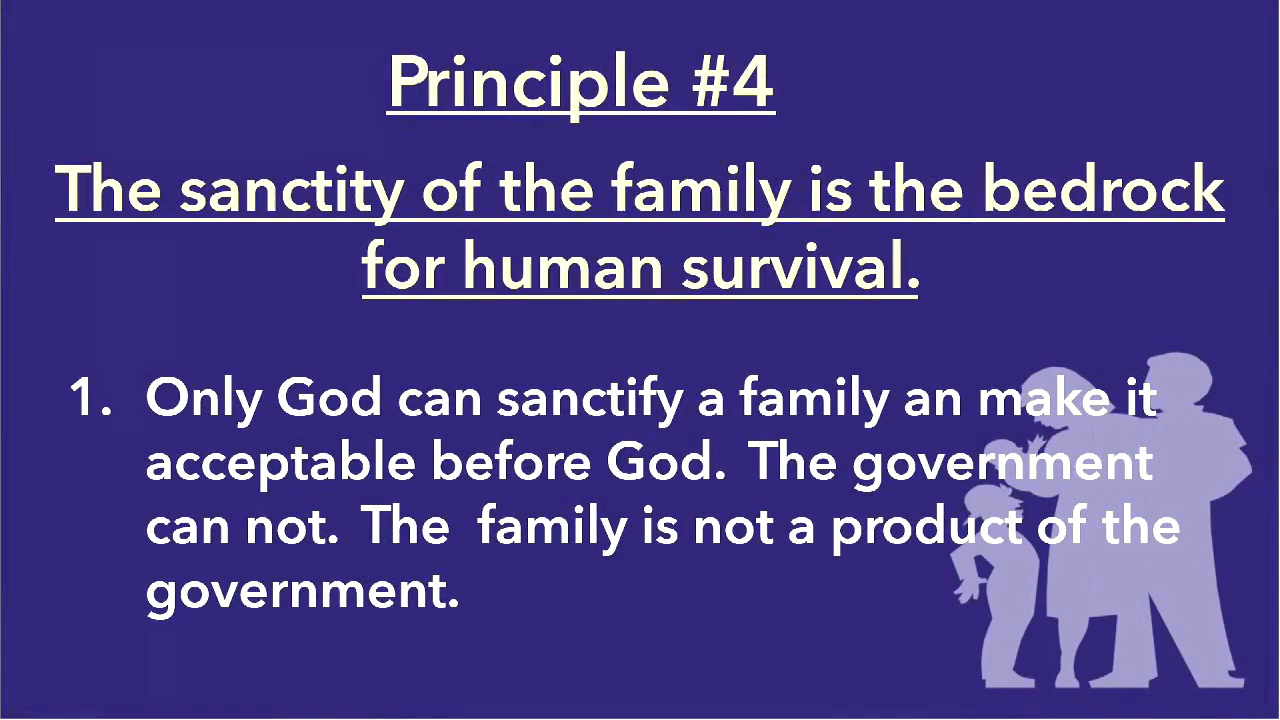 Principle #4
The sanctity of the family is the bedrock
for human survival.
1. Only God can sanctify a family an make it
acceptable before God. The government
can not. The family is not a product of the
government.